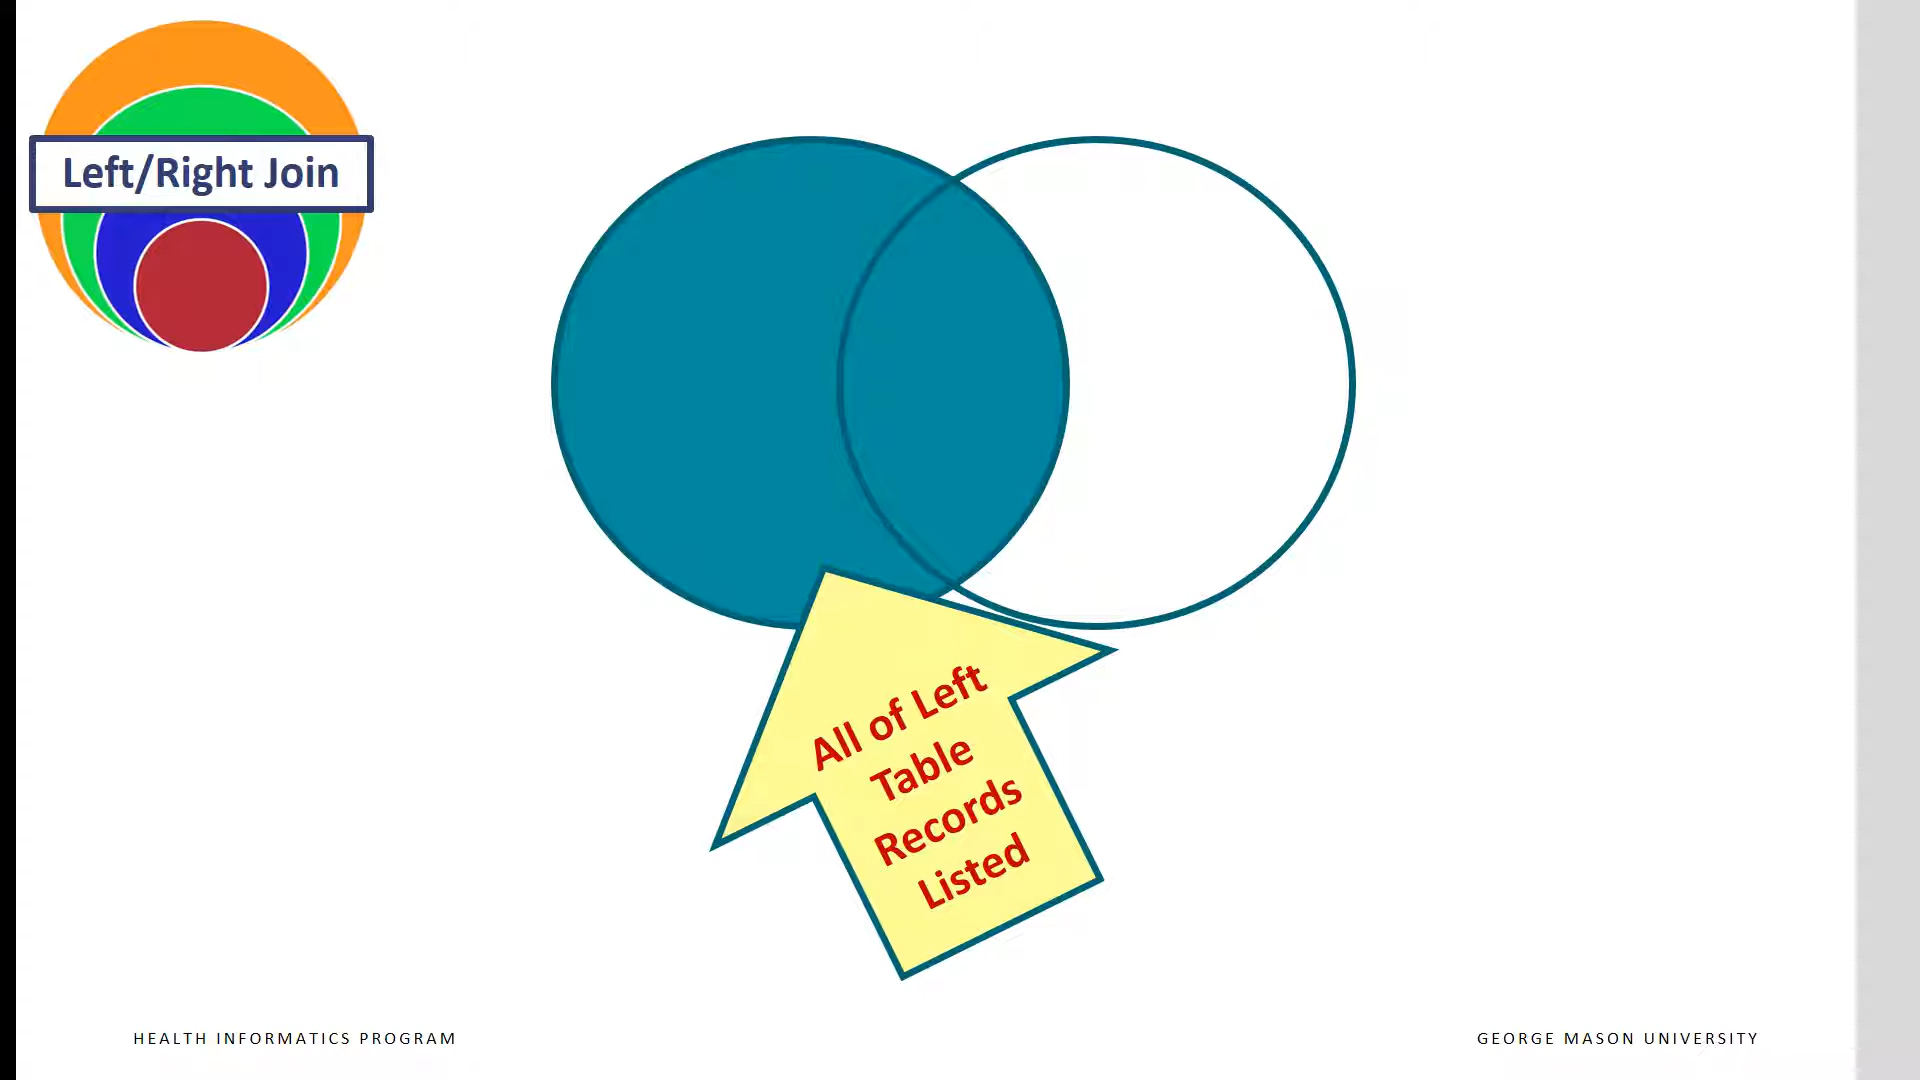 Left/Right Join
All of Left
Table
Records
Listed
HEALTH INFORMATICS PROGRAM
GEORGE MASON UNIVERSITY